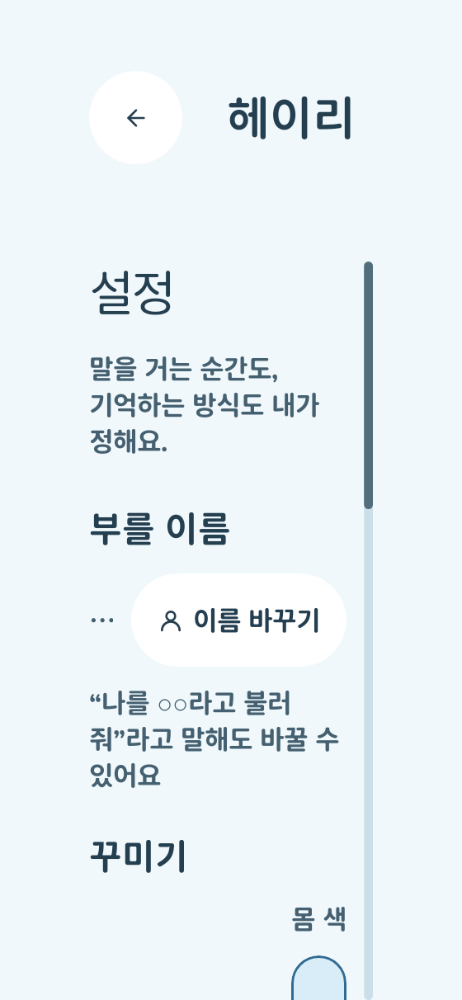 헤이리
설정
말을 거는 순간도,
기억하는 방식도 내가
정해요.
부를 이름
…
이름 바꾸기
“나를 ○○라고 불러
줘”라고 말해도 바꿀 수
있어요
꾸미기
몸 색